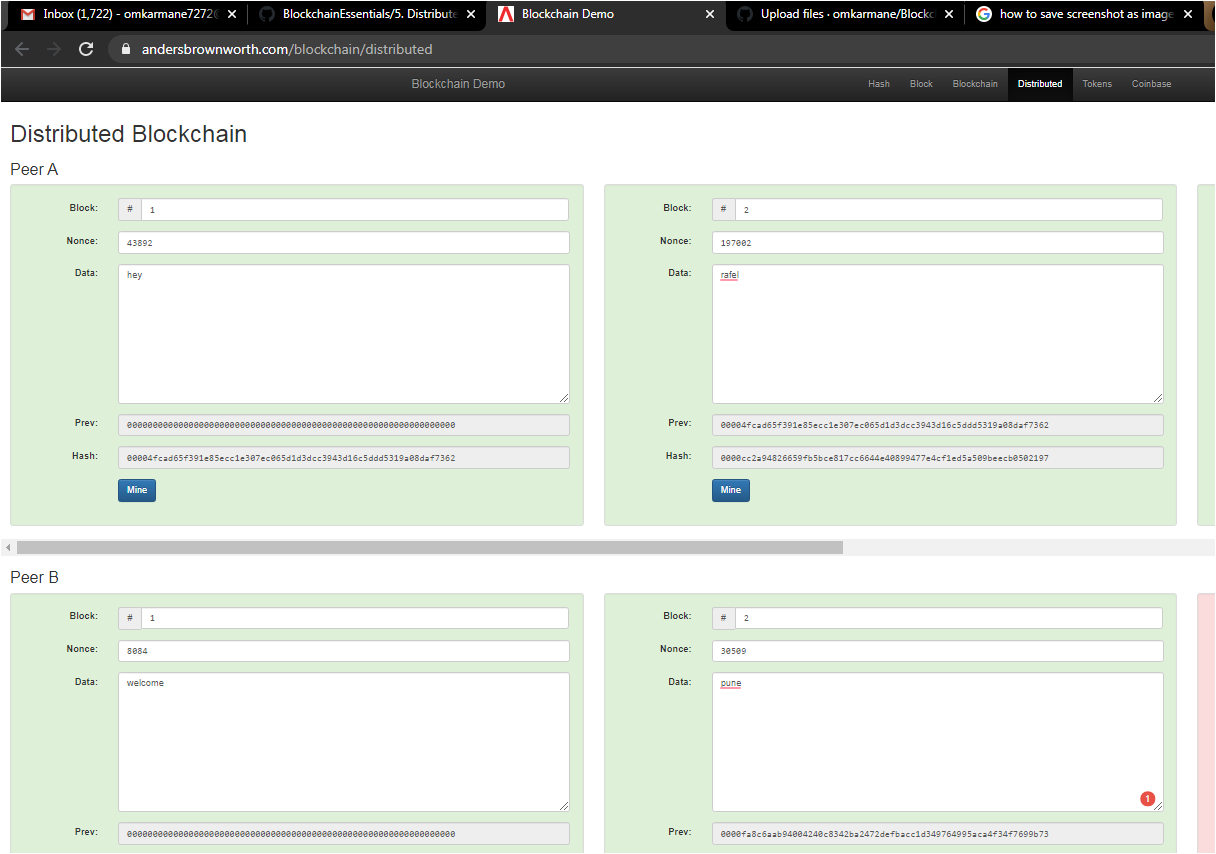 Inbox (1,722) - omkarmane7272@
BlockchainEssentials/5. Distribute
Blockchain Demo
Upload files · omkarmane/Blockc
how to save screenshot as image
andersbrownworth.com/blockchain/distributed
Blockchain Demo Hash Block Blockchain Distributed Tokens Coinbase
Distributed Blockchain
Peer A
Block: # 1
Nonce: 43892
Data: hey
Prev: 0000000000000000000000000000000000000000000000000000000000000000
Hash: 00004fcad65f391e85ecc1e307ec065d1d3dcc3943d16c5ddd5319a08daf7362
Mine
Block: # 2
Nonce: 197002
Data: rafel
Prev: 00004fcad65f391e85ecc1e307ec065d1d3dcc3943d16c5ddd5319a08daf7362
Hash: 0000cc2a94826659fb5bce817cc6644e40899477e4cf1ed5a509beecb0502197
Mine
Peer B
Block: # 1
Nonce: 8084
Data: welcome
Prev: 0000000000000000000000000000000000000000000000000000000000000000
Block: # 2
Nonce: 30509
Data: pune
1
Prev: 0000fa8c6aab94004240c8342ba2472defbacc1d349764995aca4f34f7699b73